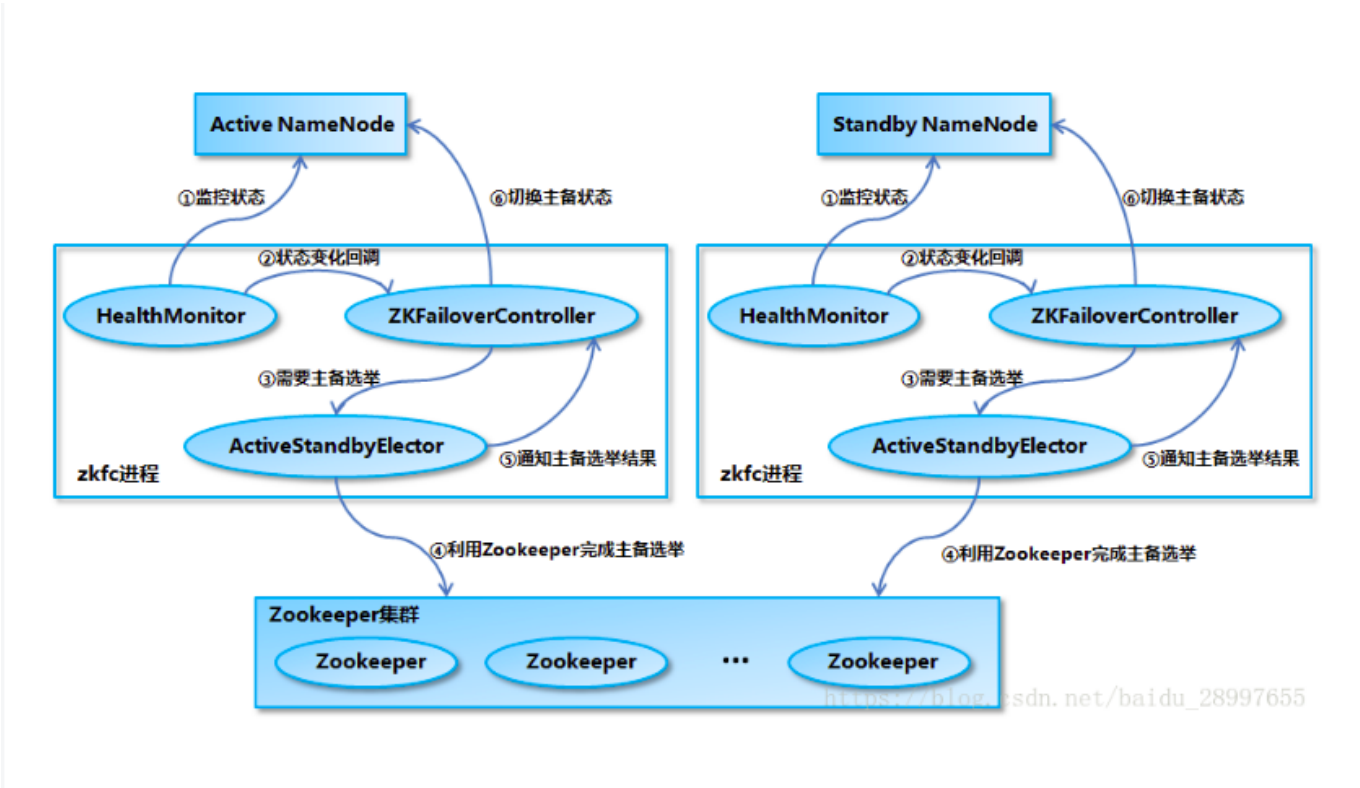 Active NameNode
Standby NameNode
①监控状态
⑥切换主备状态
①监控状态
⑥切换主备状态
②状态变化回调
②状态变化回调
HealthMonitor
ZKFailoverController
HealthMonitor
ZKFailoverController
③需要主备选举
③需要主备选举
ActiveStandbyElector
⑤通知主备选举结果
ActiveStandbyElector
⑤通知主备选举结果
zkfc进程
zkfc进程
④利用Zookeeper完成主备选举
④利用Zookeeper完成主备选举
Zookeeper集群
Zookeeper
Zookeeper
...
Zookeeper
https://blog.csdn.net/baidu_28997655